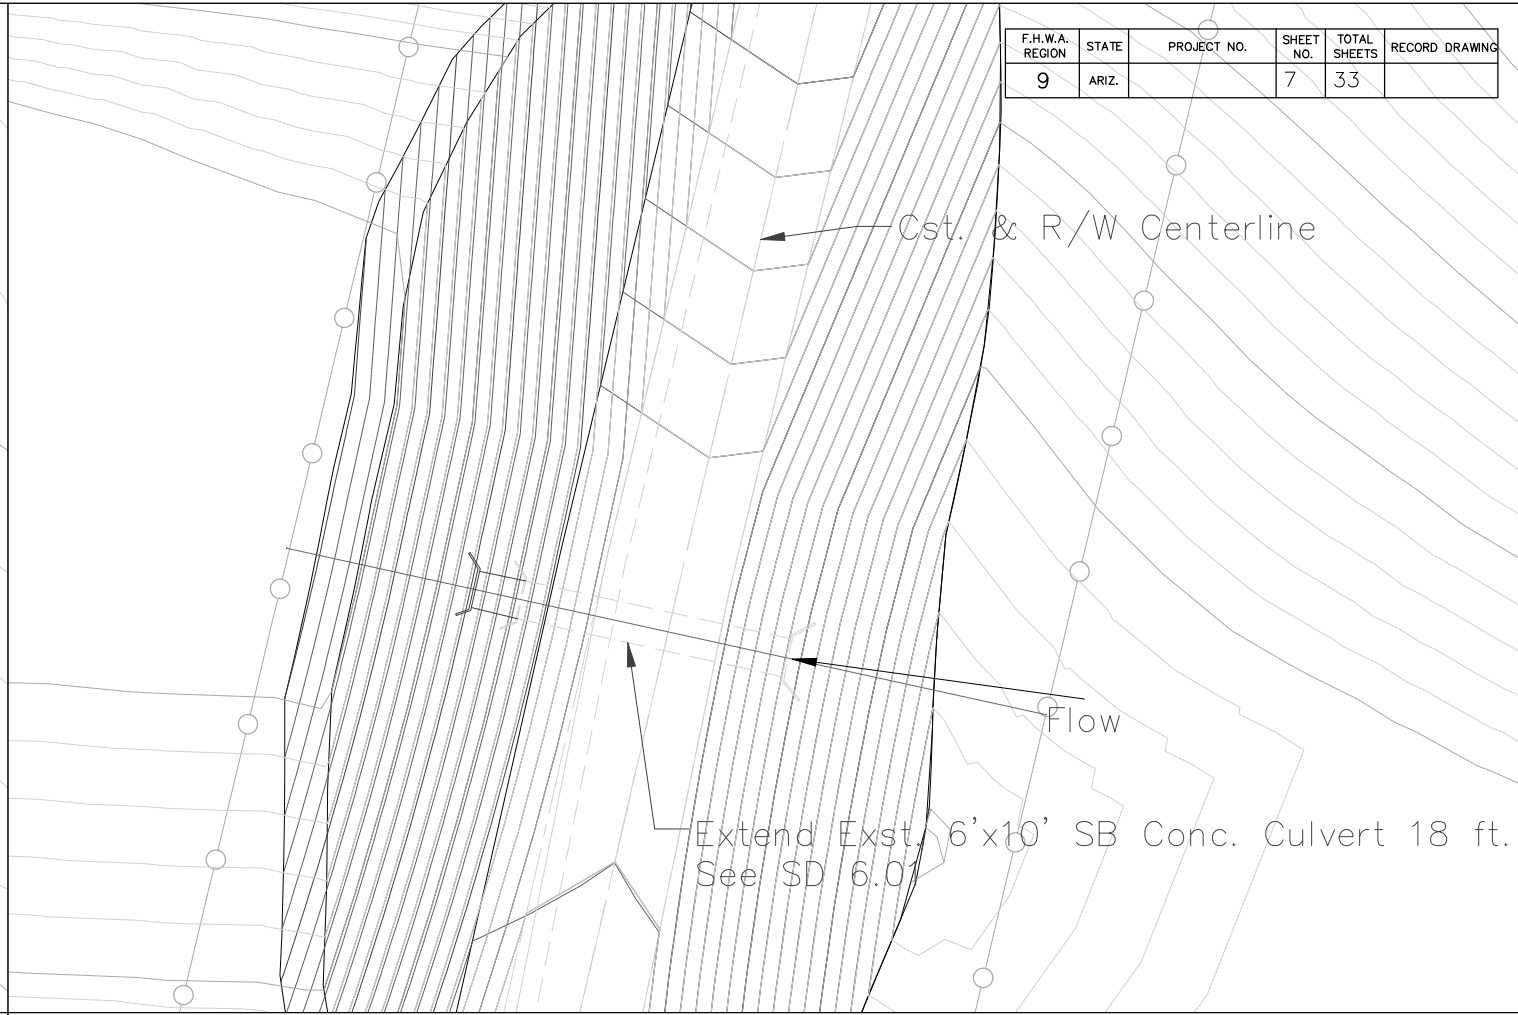 F.H.W.A. REGION STATE PROJECT NO. SHEET NO. TOTAL SHEETS RECORD DRAWING
9 ARIZ. 7 33
Cst. & R/W Centerline
Flow
Extend Exst. 6'x10' SB Conc. Culvert 18 ft.
See SD 6.01